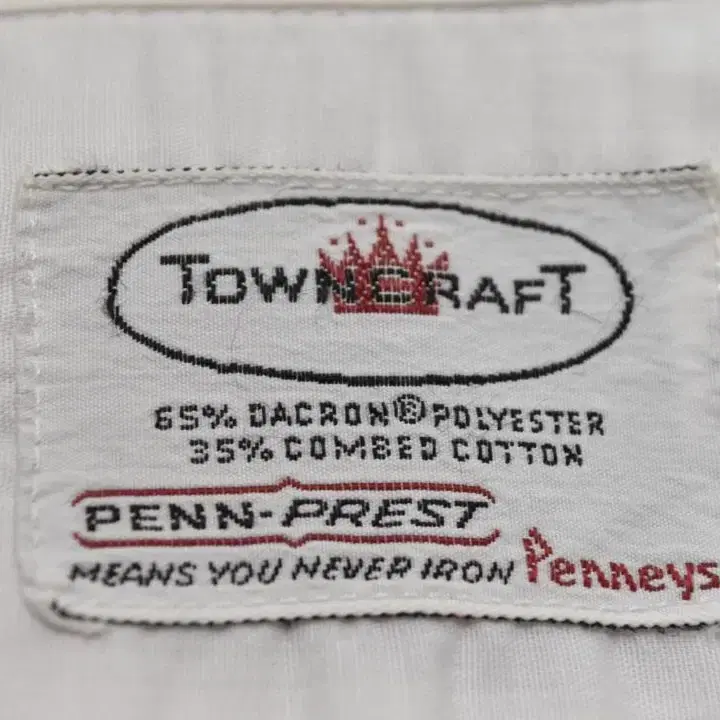 TOWNCRAFT
65% DACRON® POLYESTER
35% COMBED COTTON
PENN-PREST
MEANS YOU NEVER IRON Penneys